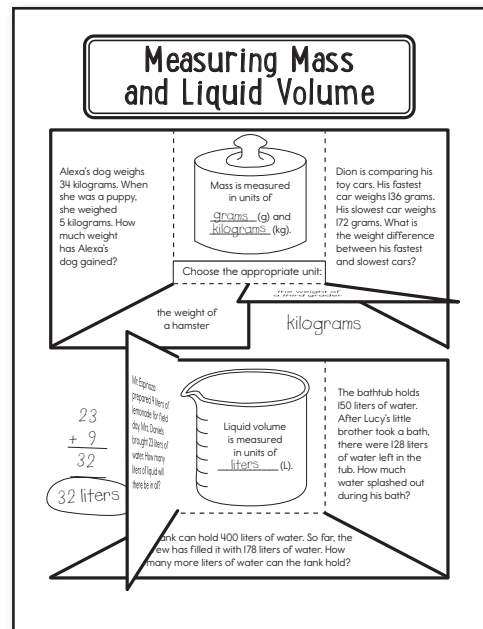 Measuring Mass
and Liquid Volume
Alexa's dog weighs
34 kilograms. When
she was a puppy,
she weighed
5 kilograms. How
much weight
has Alexa's
dog gained?
Mass is measured
in units of
grams (g) and
kilograms (kg).
Dion is comparing his
toy cars. His fastest
car weighs 136 grams.
His slowest car weighs
172 grams. What is
the weight difference
between his fastest
and slowest cars?
Choose the appropriate unit:
the weight of
a third grader
the weight of
a hamster
kilograms
Mr. Espinoza
prepared 9 liters of
lemonade for field
day. Mrs. Daniels
brought 23 liters of
water. How many
liters of liquid will
there be in all?
23
+ 9
32
32 liters
Liquid volume
is measured
in units of
liters (L).
The bathtub holds
150 liters of water.
After Lucy's little
brother took a bath,
there were 128 liters
of water left in the
tub. How much
water splashed out
during his bath?
tank can hold 400 liters of water. So far, the
ew has filled it with 178 liters of water. How
many more liters of water can the tank hold?